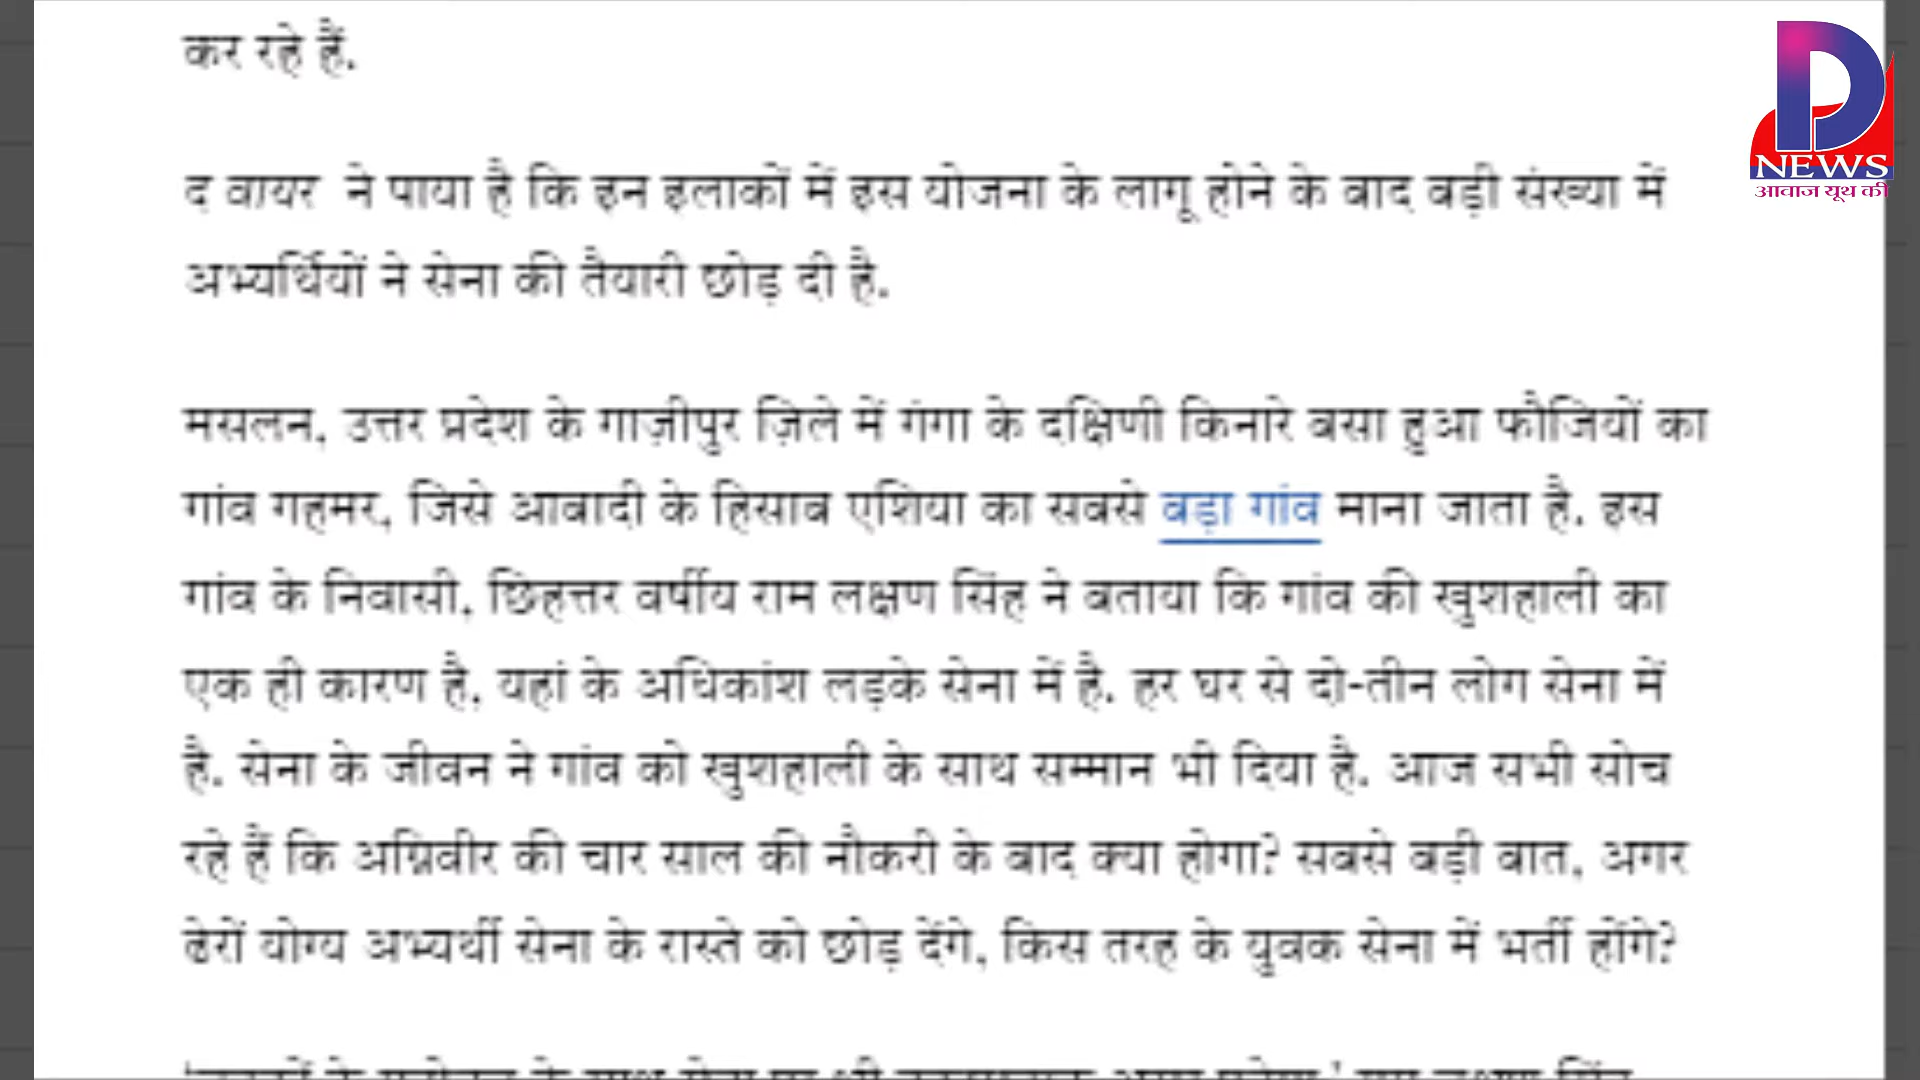 कर रहे हैं.
D
NEWS
आवाज यूथ की
द वायर ने पाया है कि इन इलाकों में इस योजना के लागू होने के बाद बड़ी संख्या में
अभ्यर्थियों ने सेना की तैयारी छोड़ दी है.
मसलन, उत्तर प्रदेश के गाज़ीपुर ज़िले में गंगा के दक्षिणी किनारे बसा हुआ फौजियों का
गांव गहमर, जिसे आबादी के हिसाब एशिया का सबसे बड़ा गांव माना जाता है. इस
गांव के निवासी, छिहत्तर वर्षीय राम लक्षण सिंह ने बताया कि गांव की खुशहाली का
एक ही कारण है, यहां के अधिकांश लड़के सेना में है. हर घर से दो-तीन लोग सेना में
है. सेना के जीवन ने गांव को खुशहाली के साथ सम्मान भी दिया है. आज सभी सोच
रहे हैं कि अग्निवीर की चार साल की नौकरी के बाद क्या होगा? सबसे बड़ी बात, अगर
ढेरों योग्य अभ्यर्थी सेना के रास्ते को छोड़ देंगे, किस तरह के युवक सेना में भर्ती होंगे?